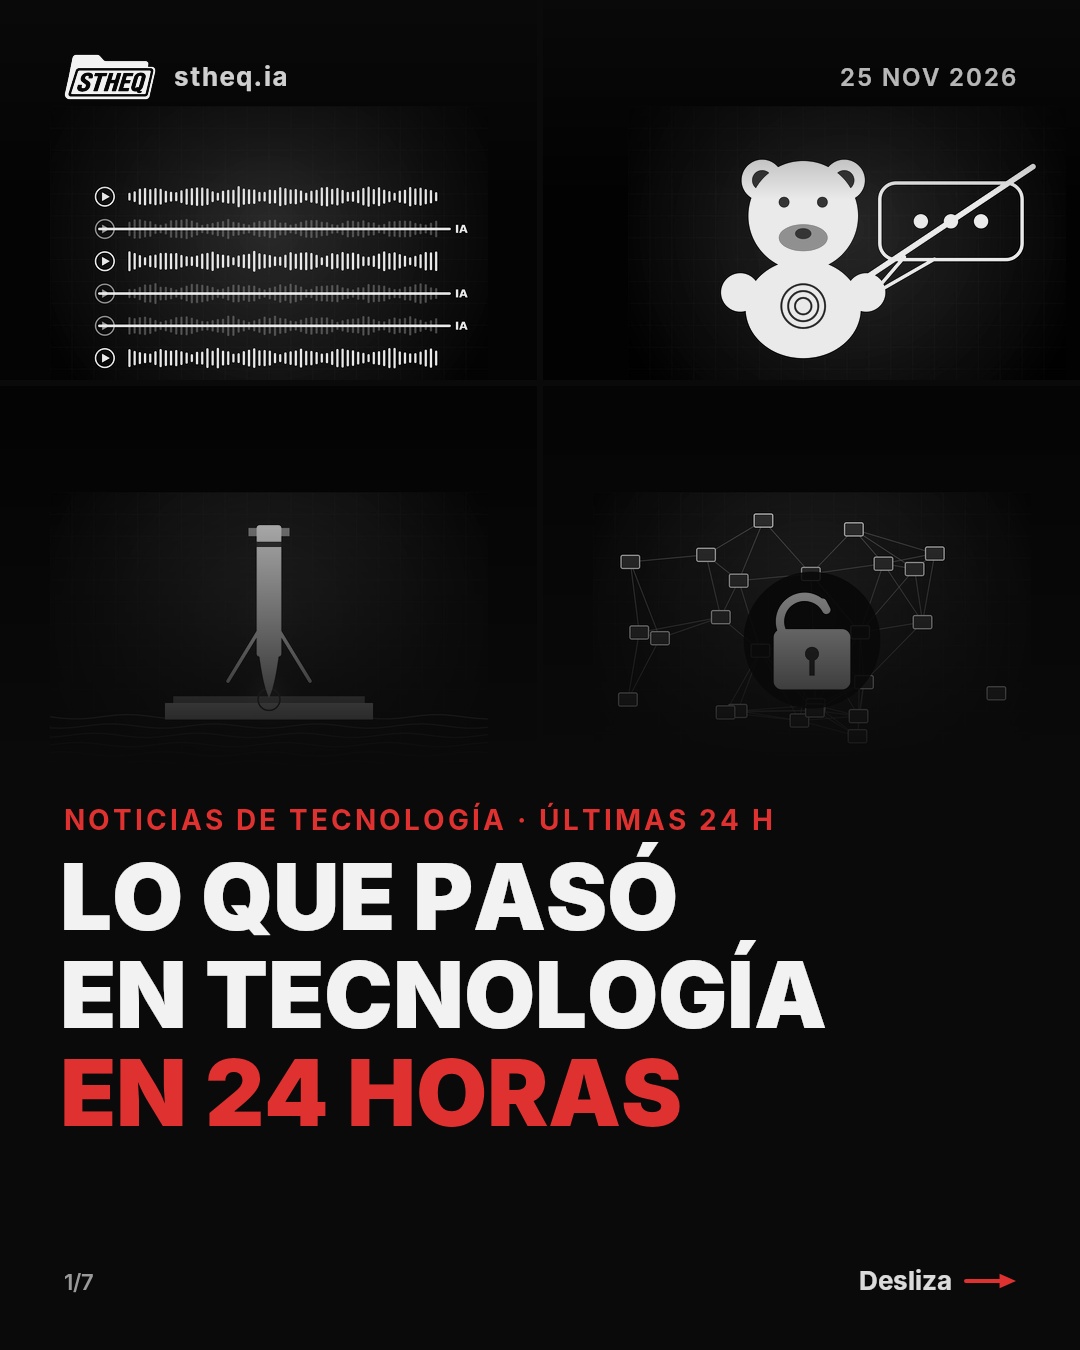 STHEQ stheq.ia
25 NOV 2026
IA
IA
IA
NOTICIAS DE TECNOLOGÍA · ÚLTIMAS 24 H
LO QUE PASÓ
EN TECNOLOGÍA
EN 24 HORAS
1/7
Desliza